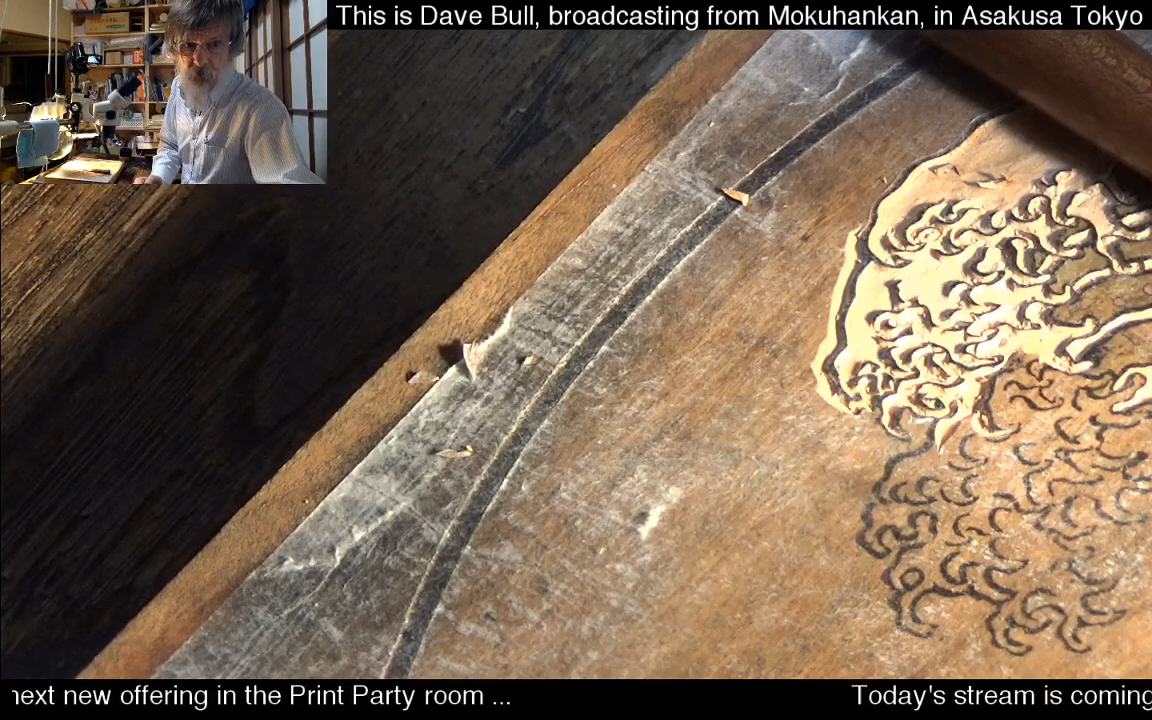 This is Dave Bull, broadcasting from Mokuhankan, in Asakusa Tokyo
next new offering in the Print Party room ...
Today's stream is coming